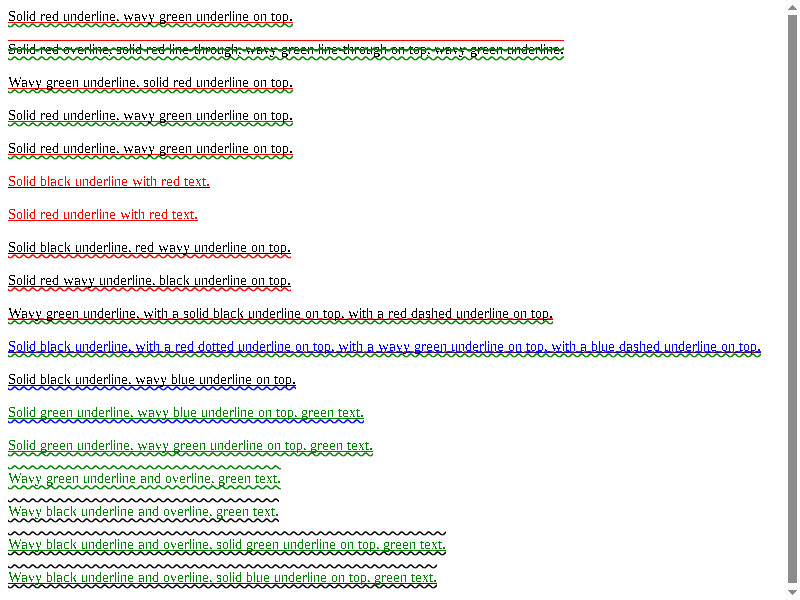 Solid red underline, wavy green underline on top.
Solid red overline, solid red line-through, wavy green line-through on top, wavy green underline.
Wavy green underline, solid red underline on top.
Solid red underline, wavy green underline on top.
Solid red underline, wavy green underline on top.
Solid black underline with red text.
Solid red underline with red text.
Solid black underline, red wavy underline on top.
Solid red wavy underline, black underline on top.
Wavy green underline, with a solid black underline on top, with a red dashed underline on top.
Solid black underline, with a red dotted underline on top, with a wavy green underline on top, with a blue dashed underline on top.
Solid black underline, wavy blue underline on top.
Solid green underline, wavy blue underline on top, green text.
Solid green underline, wavy green underline on top, green text.
Wavy green underline and overline, green text.
Wavy black underline and overline, green text.
Wavy black underline and overline, solid green underline on top, green text.
Wavy black underline and overline, solid blue underline on top, green text.